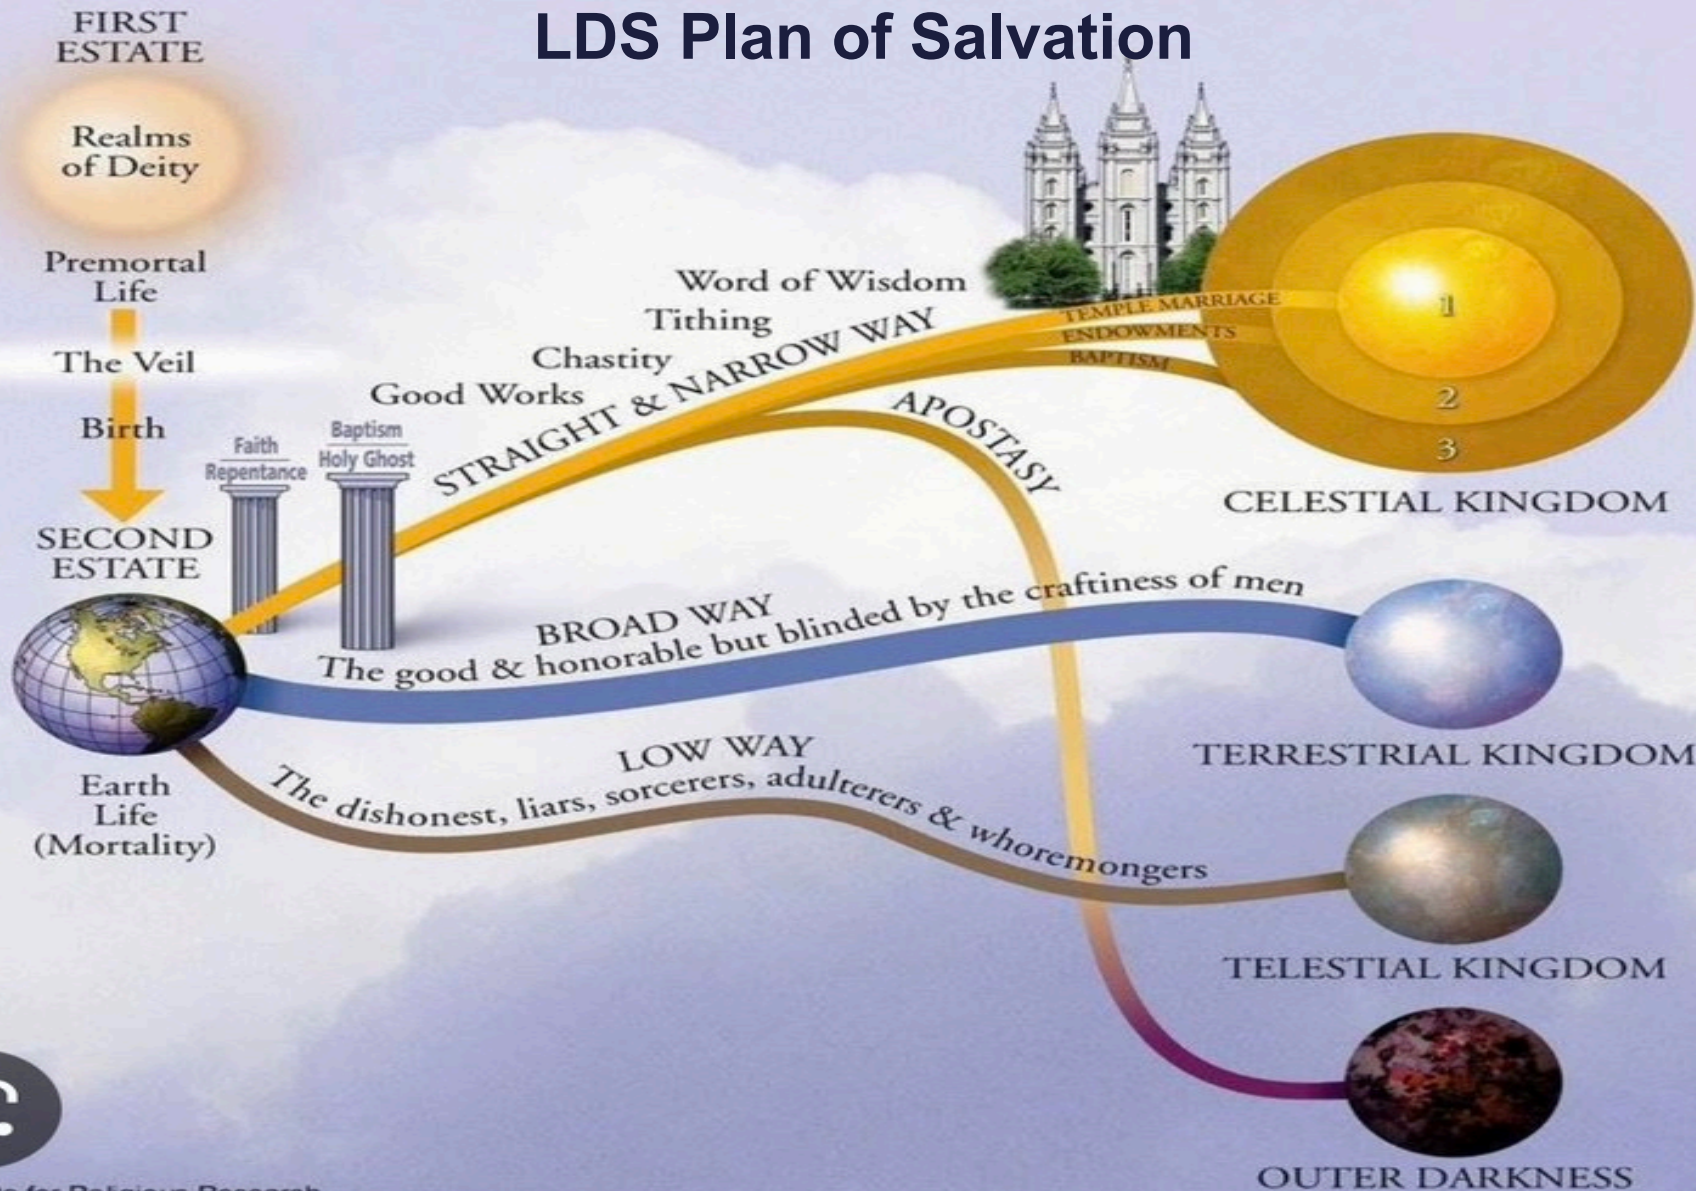 LDS Plan of Salvation
FIRST
ESTATE
Realms
of Deity
Premortal
Life
The Veil
Birth
SECOND
ESTATE
Earth
Life
(Mortality)
Faith
Repentance
Baptism
Holy Ghost
Word of Wisdom
Tithing
Chastity
Good Works
STRAIGHT & NARROW WAY
TEMPLE MARRIAGE
ENDOWMENTS
BAPTISM
APOSTASY
1
2
3
CELESTIAL KINGDOM
BROAD WAY
The good & honorable but blinded by the craftiness of men
TERRESTRIAL KINGDOM
LOW WAY
The dishonest, liars, sorcerers, adulterers & whoremongers
TELESTIAL KINGDOM
OUTER DARKNESS
for Religious Research